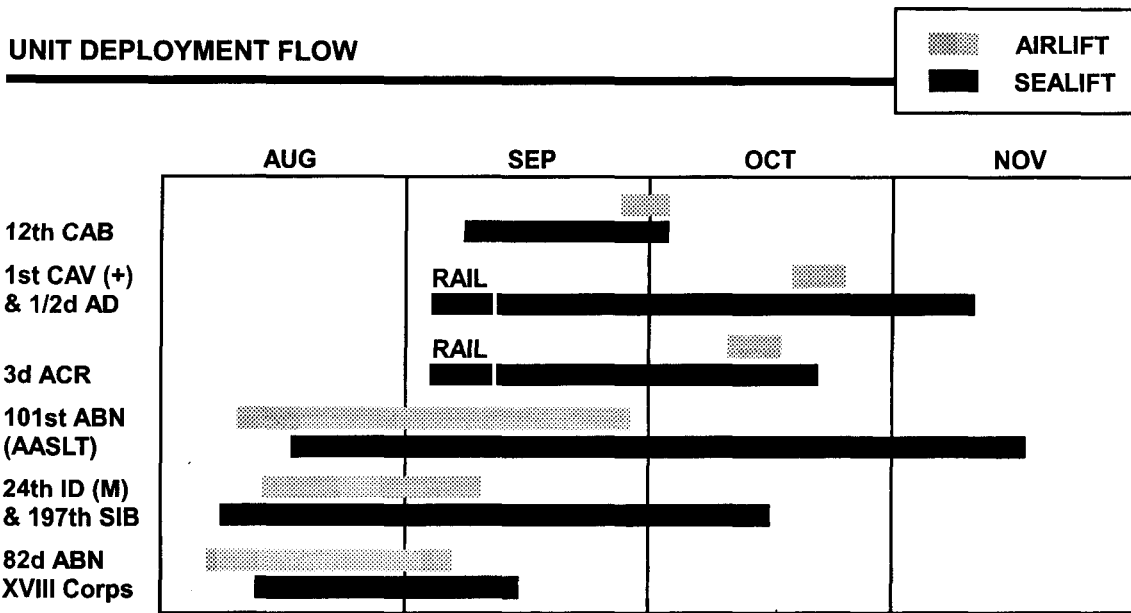 UNIT DEPLOYMENT FLOW
AIRLIFT
SEALIFT
AUG SEP OCT NOV
12th CAB
1st CAV (+)
& 1/2d AD
RAIL
3d ACR
RAIL
101st ABN
(AASLT)
24th ID (M)
& 197th SIB
82d ABN
XVIII Corps